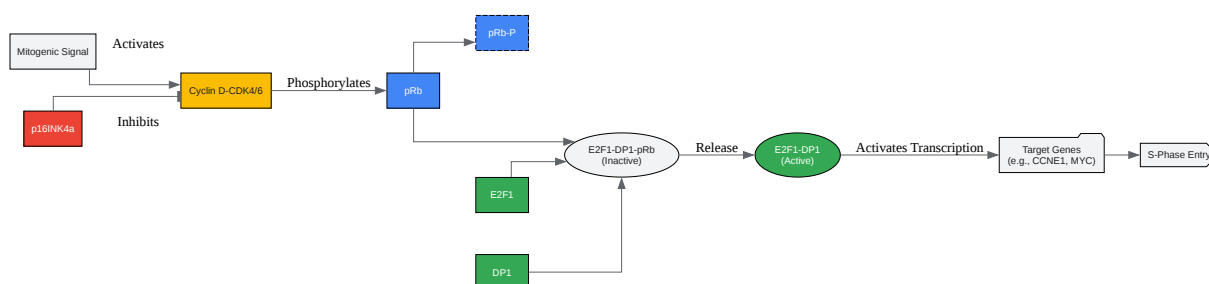 pRb-P
Mitogenic Signal
Activates
Cyclin D-CDK4/6
Phosphorylates
pRb
p16INK4a
Inhibits
E2F1-DP1-pRb
(Inactive)
Release
E2F1-DP1
(Active)
Activates Transcription
Target Genes
(e.g., CCNE1, MYC)
S-Phase Entry
E2F1
DP1